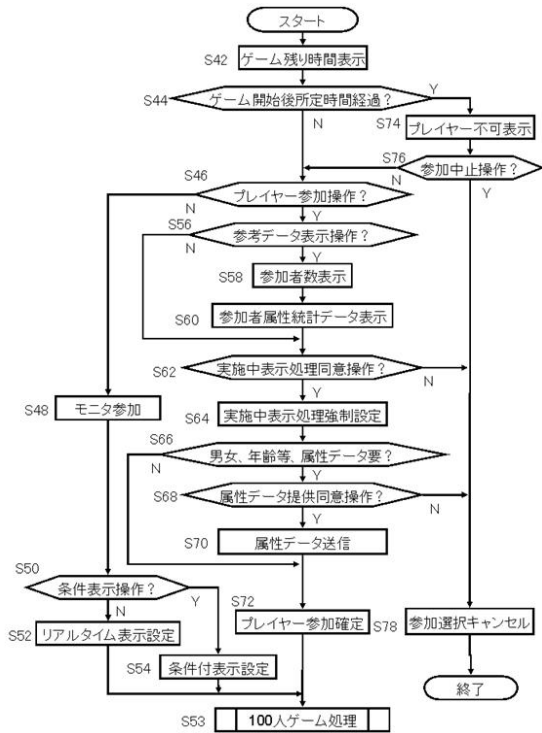 スタート
S42
ゲーム残り時間表示
S44
ゲーム開始後所定時間経過？
Y
N
S74
プレイヤー不可表示
S76
参加中止操作？
N
Y
S46
プレイヤー参加操作？
N
Y
S56
参考データ表示操作？
N
Y
S58
参加者数表示
S60
参加者属性統計データ表示
S62
実施中表示処理同意操作？
N
Y
S48
モニタ参加
S64
実施中表示処理強制設定
S66
男女、年齢等、属性データ要？
N
Y
S68
属性データ提供同意操作？
N
Y
S70
属性データ送信
S50
条件表示操作？
N
Y
S72
プレイヤー参加確定
S78
参加選択キャンセル
S52
リアルタイム表示設定
S54
条件付表示設定
終了
S53
100人ゲーム処理